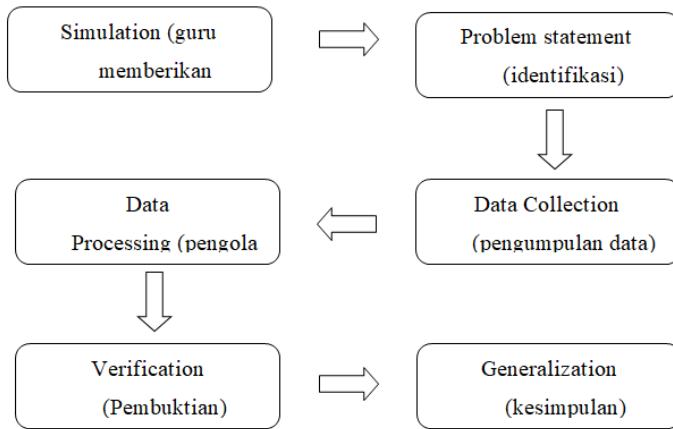 Simulation (guru
memberikan
Problem statement
(identifikasi)
Data Collection
(pengumpulan data)
Data
Processing (pengola
Verification
(Pembuktian)
Generalization
(kesimpulan)